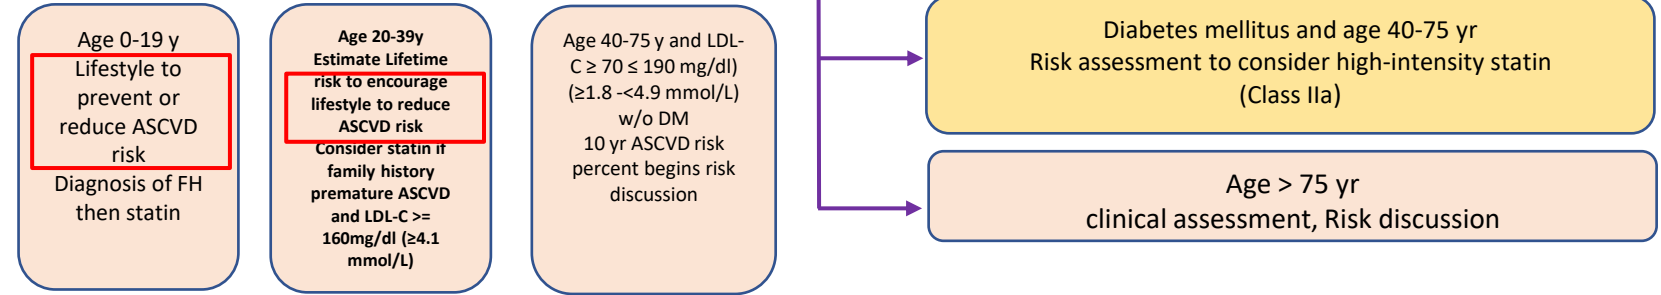 Age 0-19 y
Lifestyle to
prevent or
reduce ASCVD
risk
Diagnosis of FH
then statin
Age 20-39y
Estimate Lifetime
risk to encourage
lifestyle to reduce
ASCVD risk
Consider statin if
family history
premature ASCVD
and LDL-C >=
160mg/dl (≥4.1
mmol/L)
Age 40-75 y and LDL-
C ≥ 70 ≤ 190 mg/dl)
(≥1.8 -<4.9 mmol/L)
w/o DM
10 yr ASCVD risk
percent begins risk
discussion
Diabetes mellitus and age 40-75 yr
Risk assessment to consider high-intensity statin
(Class IIa)
Age > 75 yr
clinical assessment, Risk discussion